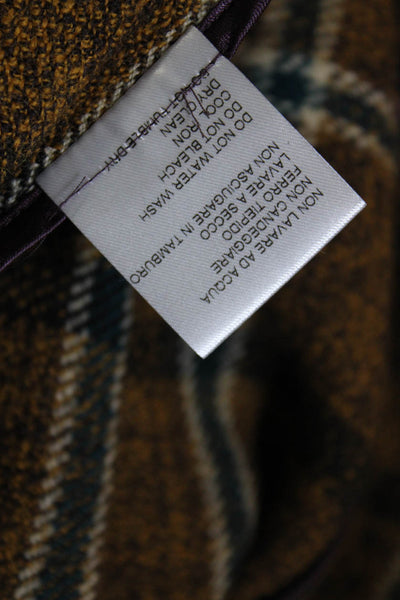 DO NOT WATER WASH
DO NOT BLEACH
COOL IRON
DRY CLEAN
DO NOT TUMBLE DRY
NON LAVARE AD ACQUA
NON CANDEGGIARE
FERRO TIEPIDO
LAVARE A SECCO
NON ASCIUGARE IN TAMBURO